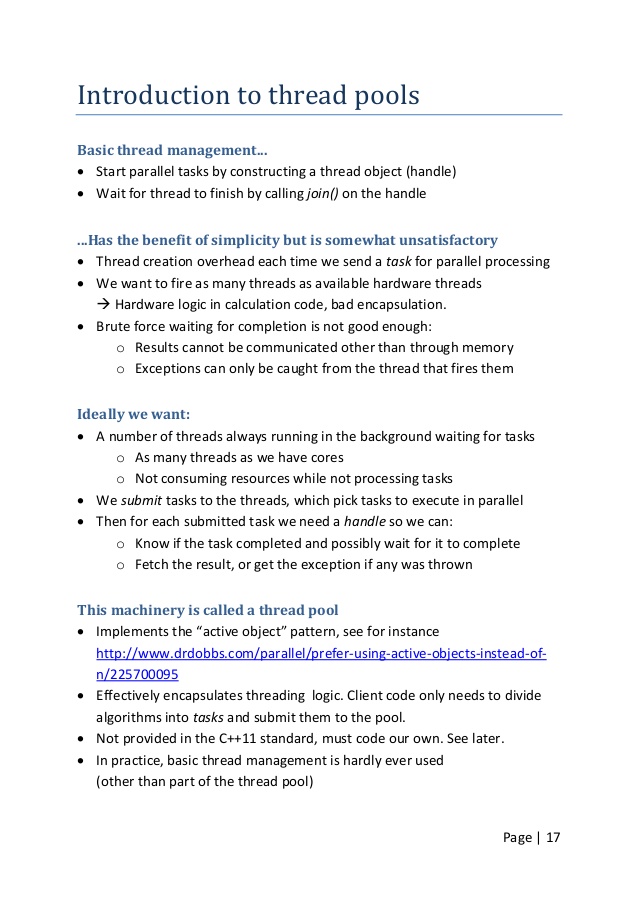 Introduction to thread pools
Basic thread management...
• Start parallel tasks by constructing a thread object (handle)
• Wait for thread to finish by calling join() on the handle
...Has the benefit of simplicity but is somewhat unsatisfactory
• Thread creation overhead each time we send a task for parallel processing
• We want to fire as many threads as available hardware threads
→ Hardware logic in calculation code, bad encapsulation.
• Brute force waiting for completion is not good enough:
o Results cannot be communicated other than through memory
o Exceptions can only be caught from the thread that fires them
Ideally we want:
• A number of threads always running in the background waiting for tasks
o As many threads as we have cores
o Not consuming resources while not processing tasks
• We submit tasks to the threads, which pick tasks to execute in parallel
• Then for each submitted task we need a handle so we can:
o Know if the task completed and possibly wait for it to complete
o Fetch the result, or get the exception if any was thrown
This machinery is called a thread pool
• Implements the “active object” pattern, see for instance
http://www.drdobbs.com/parallel/prefer-using-active-objects-instead-of-
n/225700095
• Effectively encapsulates threading logic. Client code only needs to divide
algorithms into tasks and submit them to the pool.
• Not provided in the C++11 standard, must code our own. See later.
• In practice, basic thread management is hardly ever used
(other than part of the thread pool)
Page | 17